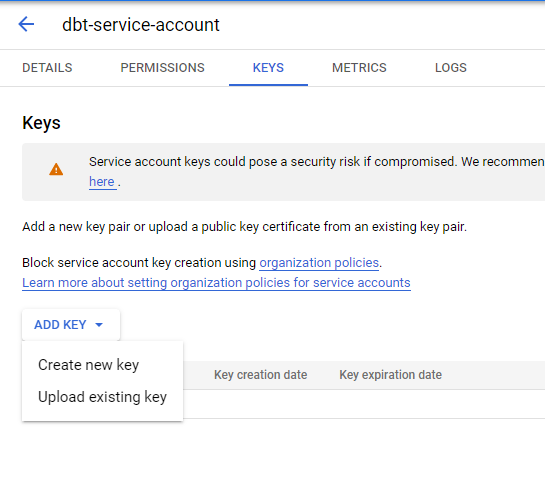 dbt-service-account
DETAILS PERMISSIONS KEYS METRICS LOGS
Keys
Service account keys could pose a security risk if compromised. We recommen
here .
Add a new key pair or upload a public key certificate from an existing key pair.
Block service account key creation using organization policies.
Learn more about setting organization policies for service accounts
ADD KEY
Create new key
Upload existing key
Key creation date Key expiration date